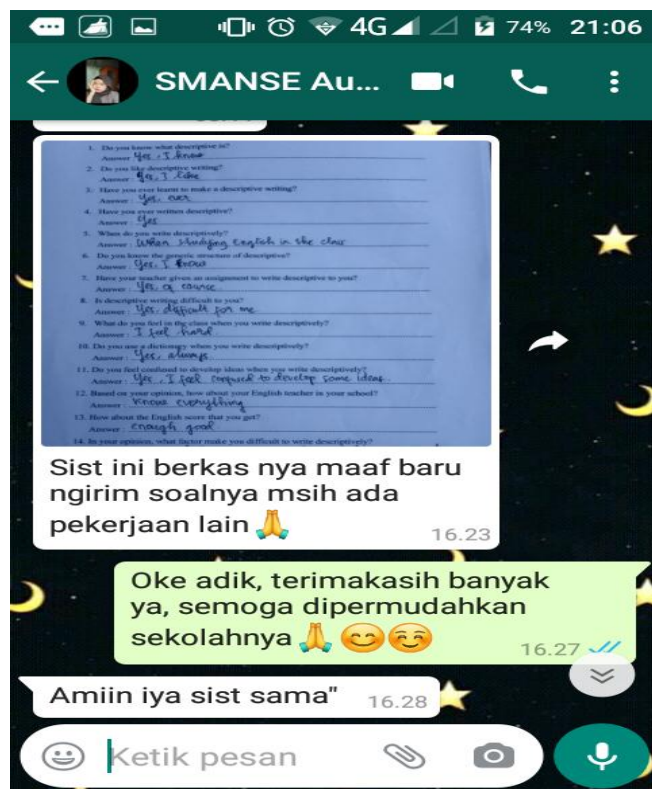 4G 74% 21:06
SMANSE Au...
1. Do you know what descriptive is?
Answer : Yes, I know
2. Do you like descriptive writing?
Answer : Yes, I like
3. Have you ever learnt to make a descriptive writing?
Answer : Yes, ever
4. Have you ever written descriptive?
Answer : Yes
5. When do you write descriptively?
Answer : When studying English in the class
6. Do you know the generic structure of descriptive?
Answer : Yes, I know
7. Have your teacher given an assignment to write descriptive to you?
Answer : Yes, of course
8. Is descriptive writing difficult to you?
Answer : Yes, difficult for me
9. What do you feel in the class when you write descriptively?
Answer : I feel hard
10. Do you use a dictionary when you write descriptively?
Answer : Yes, always
11. Do you feel confused to develop ideas when you write descriptively?
Answer : Yes, I feel confused to develop some ideas
12. Based on your opinion, how about your English teacher in your school?
Answer : Know everything
13. How about the English score that you get?
Answer : enough good
14. In your opinion, what factor make you difficult to write descriptively?
Sist ini berkas nya maaf baru
ngirim soalnya msih ada
pekerjaan lain🙏
16.23
Oke adik, terimakasih banyak
ya, semoga dipermudahkan
sekolahnya🙏😊☺️
16.27
Amiin iya sist sama" 16.28
Ketik pesan